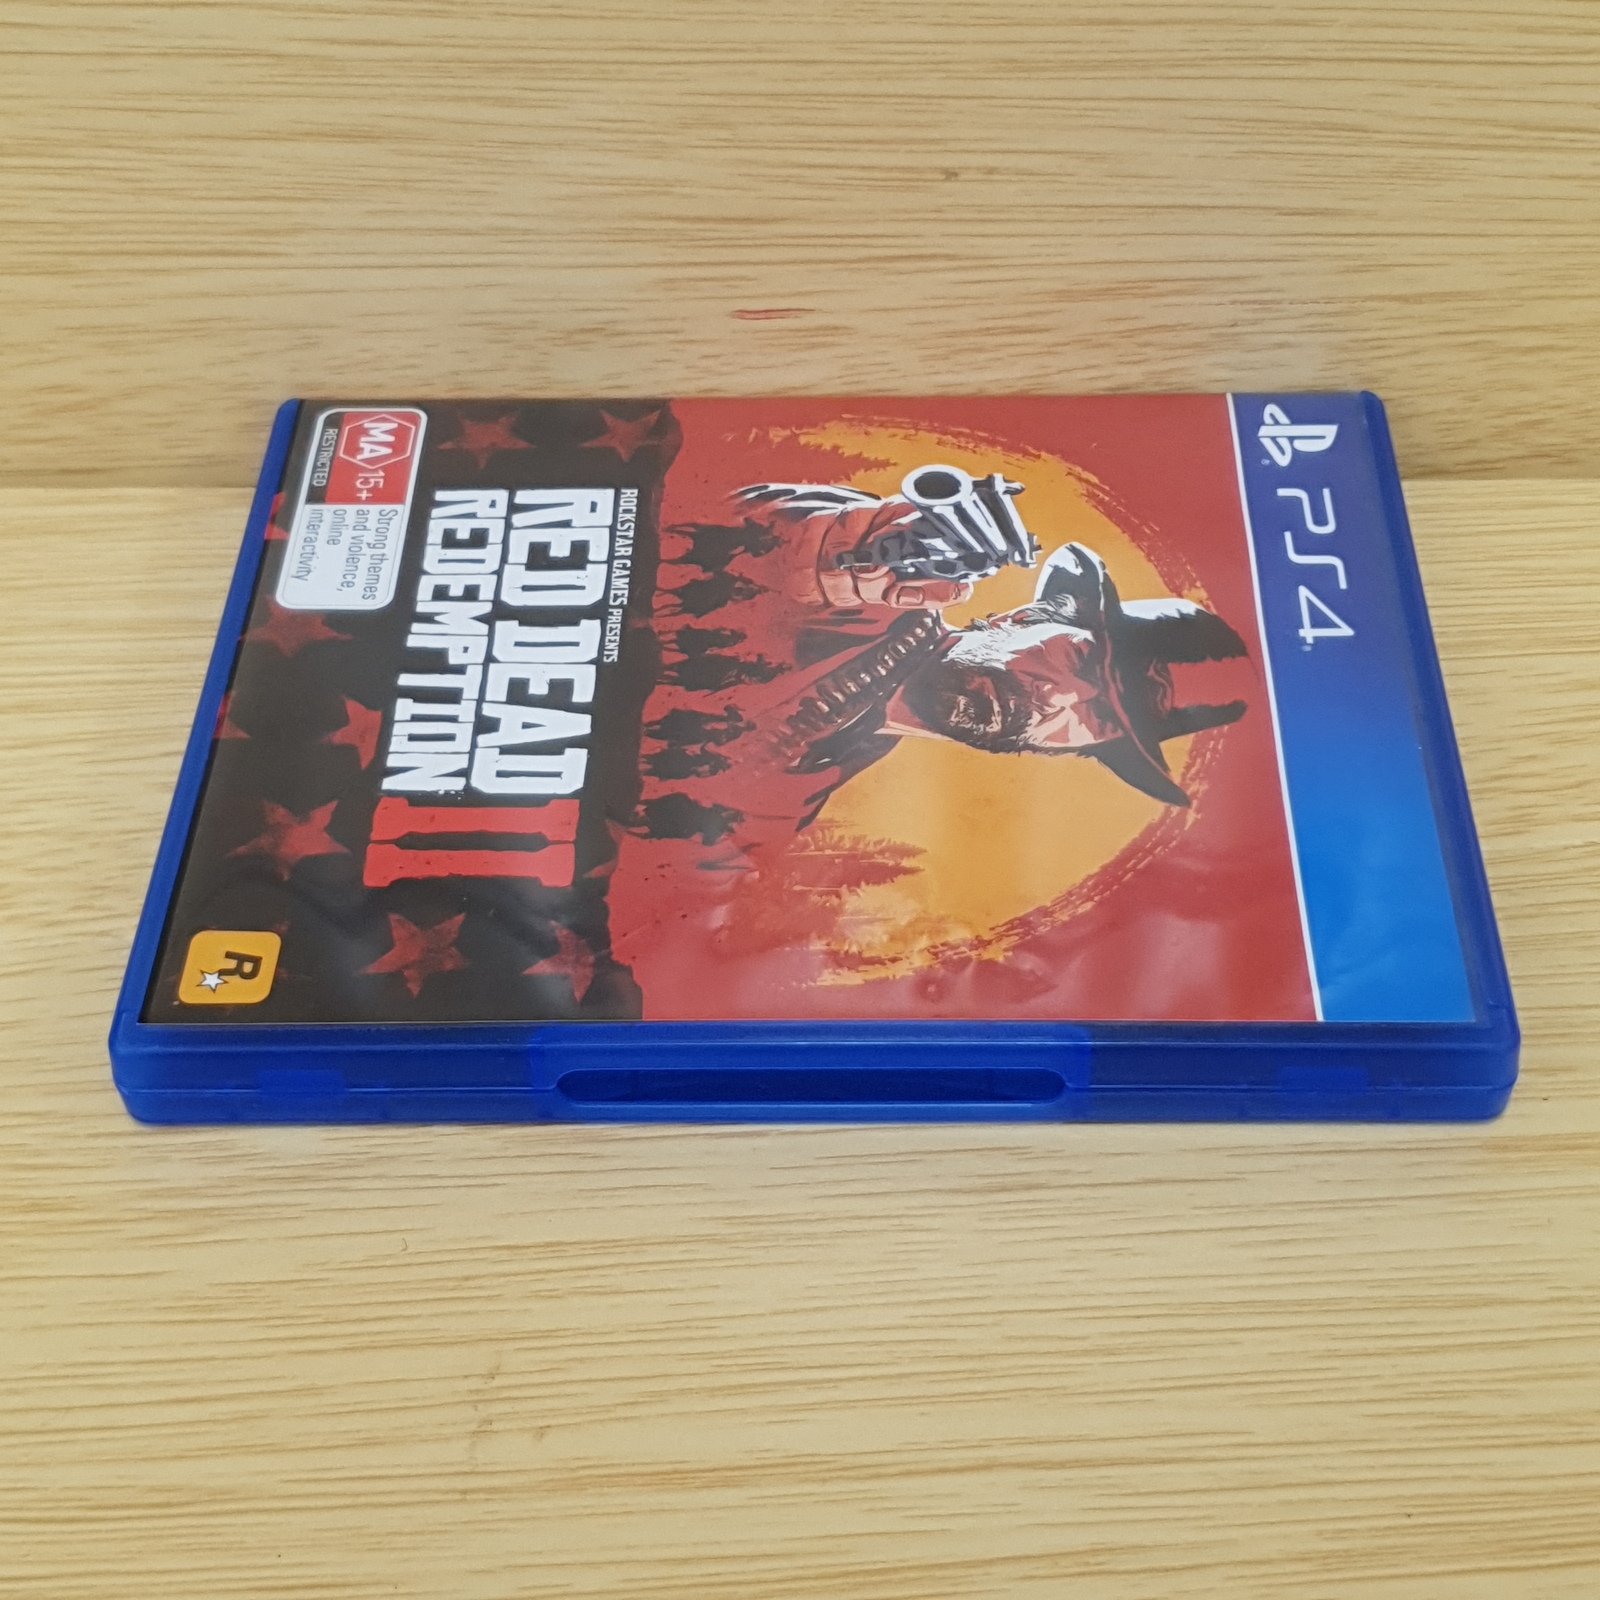 PS4
ROCKSTAR GAMES PRESENTS
RED DEAD
REDEMPTION
II
MA 15+
RESTRICTED
Strong themes
and violence,
online
interactivity
R